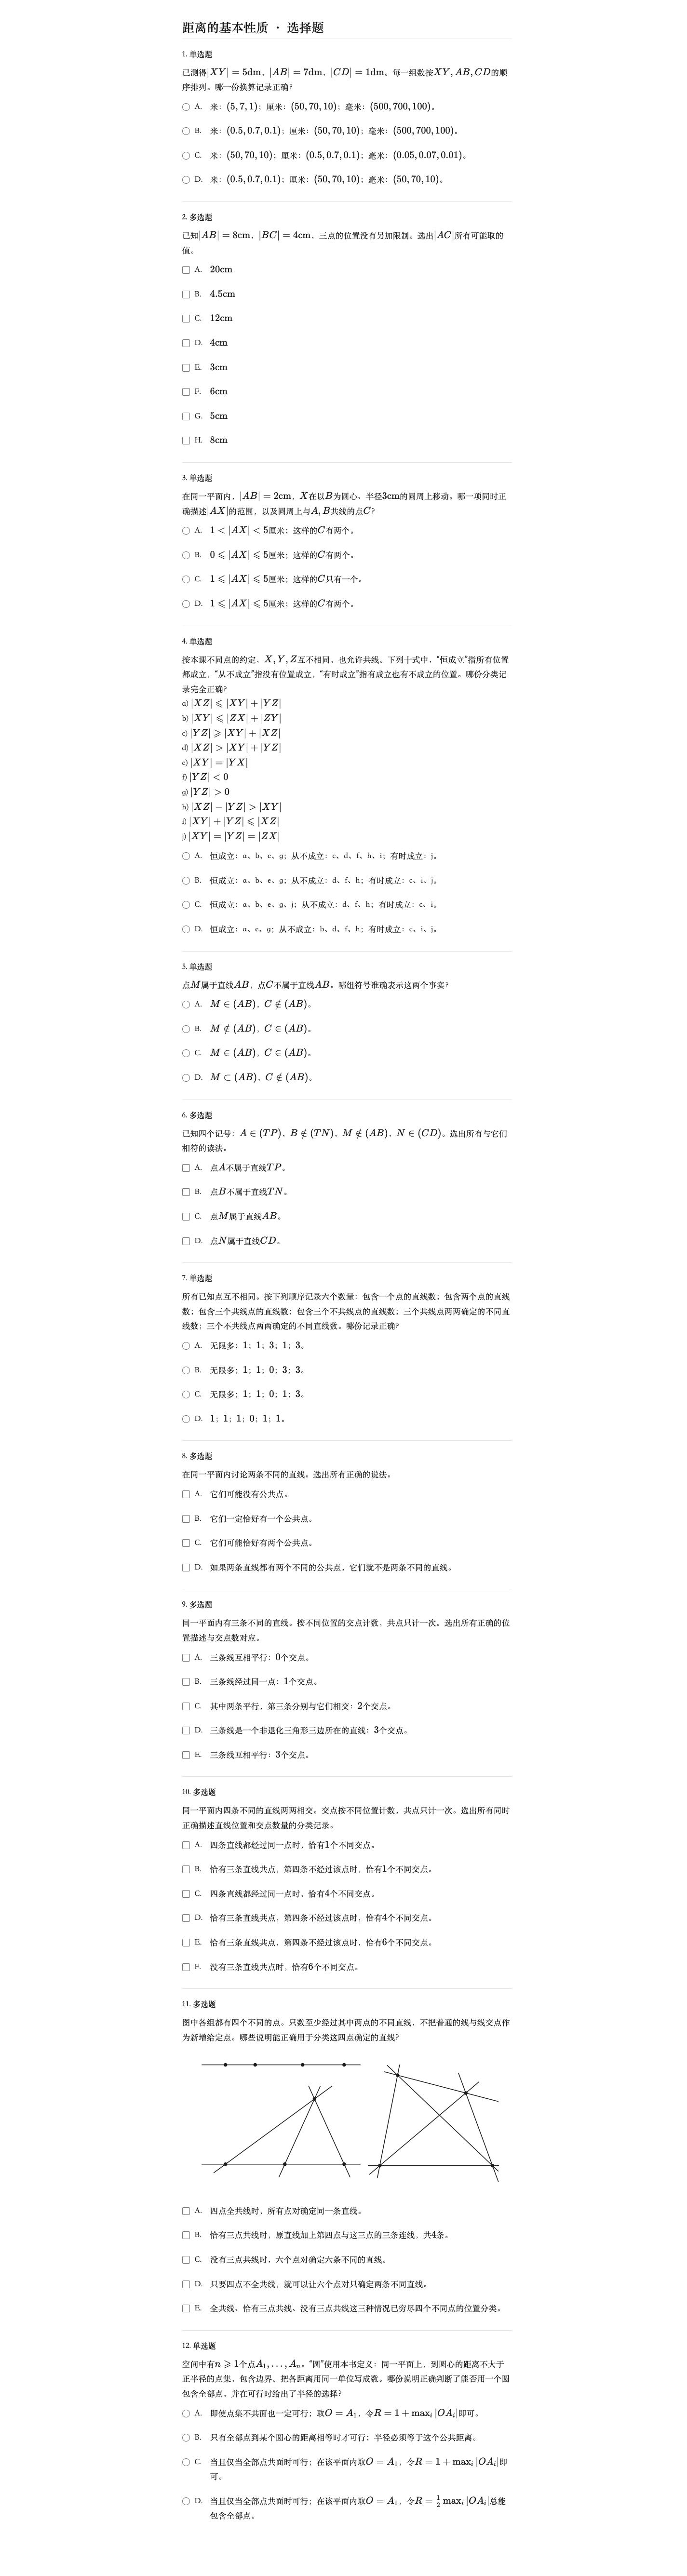 距离的基本性质 · 选择题
1. 单选题
已测得|XY| = 5dm，|AB| = 7dm，|CD| = 1dm。每一组数按XY, AB, CD的顺
序排列。哪一份换算记录正确?
A. 米：(5, 7, 1)；厘米：(50, 70, 10)；毫米：(500, 700, 100)。
B. 米：(0.5, 0.7, 0.1)；厘米：(50, 70, 10)；毫米：(500, 700, 100)。
C. 米：(50, 70, 10)；厘米：(0.5, 0.7, 0.1)；毫米：(0.05, 0.07, 0.01)。
D. 米：(0.5, 0.7, 0.1)；厘米：(50, 70, 10)；毫米：(50, 70, 10)。
2. 多选题
已知|AB| = 8cm，|BC| = 4cm，三点的位置没有另加限制。选出|AC|所有可能取的
值。
A. 20cm
B. 4.5cm
C. 12cm
D. 4cm
E. 3cm
F. 6cm
G. 5cm
H. 8cm
3. 单选题
在同一平面内，|AB| = 2cm，X在以B为圆心、半径3cm的圆周上移动。哪一项同时正
确描述|AX|的范围，以及圆周上与A, B共线的点C?
A. 1 < |AX| < 5厘米；这样的C有两个。
B. 0 ⩽ |AX| ⩽ 5厘米；这样的C有两个。
C. 1 ⩽ |AX| ⩽ 5厘米；这样的C只有一个。
D. 1 ⩽ |AX| ⩽ 5厘米；这样的C有两个。
4. 单选题
按本课不同点的约定，X, Y, Z互不相同，也允许共线。下列十式中，“恒成立”指所有位置
都成立，“从不成立”指没有位置成立，“有时成立”指有成立也有不成立的位置。哪份分类记
录完全正确?
a) |XZ| ⩽ |XY| + |YZ|
b) |XY| ⩽ |ZX| + |ZY|
c) |YZ| ⩾ |XY| + |XZ|
d) |XZ| > |XY| + |YZ|
e) |XY| = |YX|
f) |YZ| < 0
g) |YZ| > 0
h) |XZ| − |YZ| > |XY|
i) |XY| + |YZ| ⩽ |XZ|
j) |XY| = |YZ| = |ZX|
A. 恒成立：a、b、e、g；从不成立：c、d、f、h、i；有时成立：j。
B. 恒成立：a、b、e、g；从不成立：d、f、h；有时成立：c、i、j。
C. 恒成立：a、b、e、g、j；从不成立：d、f、h；有时成立：c、i。
D. 恒成立：a、e、g；从不成立：b、d、f、h；有时成立：c、i、j。
5. 单选题
点M属于直线AB，点C不属于直线AB。哪组符号准确表示这两个事实?
A. M ∈ (AB)，C ∉ (AB)。
B. M ∉ (AB)，C ∈ (AB)。
C. M ∈ (AB)，C ∈ (AB)。
D. M ⊂ (AB)，C ∉ (AB)。
6. 多选题
已知四个记号：A ∈ (TP)，B ∉ (TN)，M ∉ (AB)，N ∈ (CD)。选出所有与它们
相符的读法。
A. 点A不属于直线TP。
B. 点B不属于直线TN。
C. 点M属于直线AB。
D. 点N属于直线CD。
7. 单选题
所有已知点互不相同。按下列顺序记录六个数量：包含一个点的直线数；包含两个点的直线
数；包含三个共线点的直线数；包含三个不共线点的直线数；三个共线点两两确定的不同直
线数；三个不共线点两两确定的不同直线数。哪份记录正确?
A. 无限多；1；1；3；1；3。
B. 无限多；1；1；0；3；3。
C. 无限多；1；1；0；1；3。
D. 1；1；1；0；1；1。
8. 多选题
在同一平面内讨论两条不同的直线。选出所有正确的说法。
A. 它们可能没有公共点。
B. 它们一定恰好有一个公共点。
C. 它们可能恰好有两个公共点。
D. 如果两条直线都有两个不同的公共点，它们就不是两条不同的直线。
9. 多选题
同一平面内有三条不同的直线。按不同位置的交点计数，共点只计一次。选出所有正确的位
置描述与交点数对应。
A. 三条线互相平行：0个交点。
B. 三条线经过同一点：1个交点。
C. 其中两条平行，第三条分别与它们相交：2个交点。
D. 三条线是一个非退化三角形三边所在的直线：3个交点。
E. 三条线互相平行：3个交点。
10. 多选题
同一平面内四条不同的直线两两相交。交点按不同位置计数，共点只计一次。选出所有同时
正确描述直线位置和交点数量的分类记录。
A. 四条直线都经过同一点时，恰有1个不同交点。
B. 恰有三条直线共点，第四条不经过该点时，恰有1个不同交点。
C. 四条直线都经过同一点时，恰有4个不同交点。
D. 恰有三条直线共点，第四条不经过该点时，恰有4个不同交点。
E. 恰有三条直线共点，第四条不经过该点时，恰有6个不同交点。
F. 没有三条直线共点时，恰有6个不同交点。
11. 多选题
图中各组都有四个不同的点。只数至少经过其中两点的不同直线，不把普通的线与线交点作
为新增给定点。哪些说明能正确用于分类这四点确定的直线?
A. 四点全共线时，所有点对确定同一条直线。
B. 恰有三点共线时，原直线加上第四点与这三点的三条连线，共4条。
C. 没有三点共线时，六个点对确定六条不同的直线。
D. 只要四点不全共线，就可以让六个点对只确定两条不同直线。
E. 全共线、恰有三点共线、没有三点共线这三种情况已穷尽四个不同点的位置分类。
12. 单选题
空间中有n ⩾ 1个点A₁, … , Aₙ。“圆”使用本书定义：同一平面上，到圆心的距离不大于
正半径的点集，包含边界。把各距离用同一单位写成数。哪份说明正确判断了能否用一个圆
包含全部点，并在可行时给出了半径的选择?
A. 即使点集不共面也一定可行；取O = A₁，令R = 1 + maxᵢ |OAᵢ|即可。
B. 只有全部点到某个圆心的距离相等时才可行；半径必须等于这个公共距离。
C. 当且仅当全部点共面时可行；在该平面内取O = A₁，令R = 1 + maxᵢ |OAᵢ|即
可。
D. 当且仅当全部点共面时可行；在该平面内取O = A₁，令R = ½ maxᵢ |OAᵢ|总能
包含全部点。